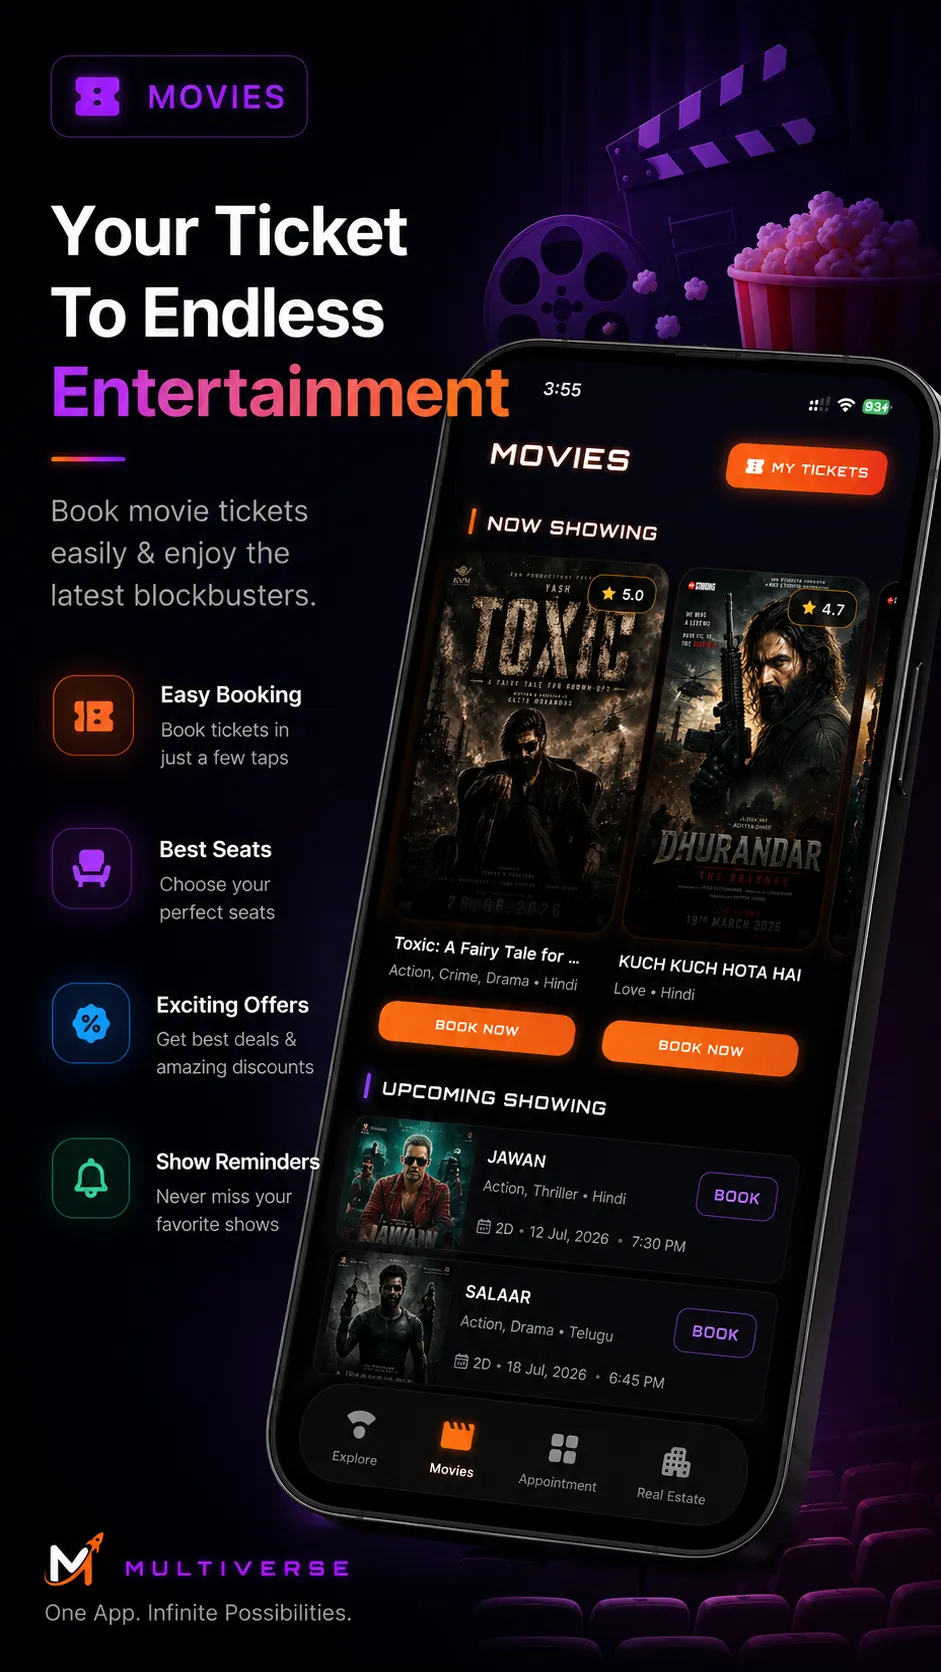 MOVIES
Your Ticket
To Endless
Entertainment
Book movie tickets
easily & enjoy the
latest blockbusters.
Easy Booking
Book tickets in
just a few taps
Best Seats
Choose your
perfect seats
Exciting Offers
Get best deals &
amazing discounts
Show Reminders
Never miss your
favorite shows
3:55
93
MOVIES
MY TICKETS
NOW SHOWING
YASH
TOXIC
A FAIRY TALE FOR GROWN-UPS
5.0
4.7
DHURANDAR
THE REVENGE
19TH MARCH 2026
Toxic: A Fairy Tale for ...
Action, Crime, Drama • Hindi
BOOK NOW
KUCH KUCH HOTA HAI
Love • Hindi
BOOK NOW
UPCOMING SHOWING
JAWAN
JAWAN
Action, Thriller • Hindi
2D • 12 Jul, 2026 • 7:30 PM
BOOK
SALAAR
Action, Drama • Telugu
2D • 18 Jul, 2026 • 6:45 PM
BOOK
Explore
Movies
Appointment
Real Estate
M MULTIVERSE
One App. Infinite Possibilities.